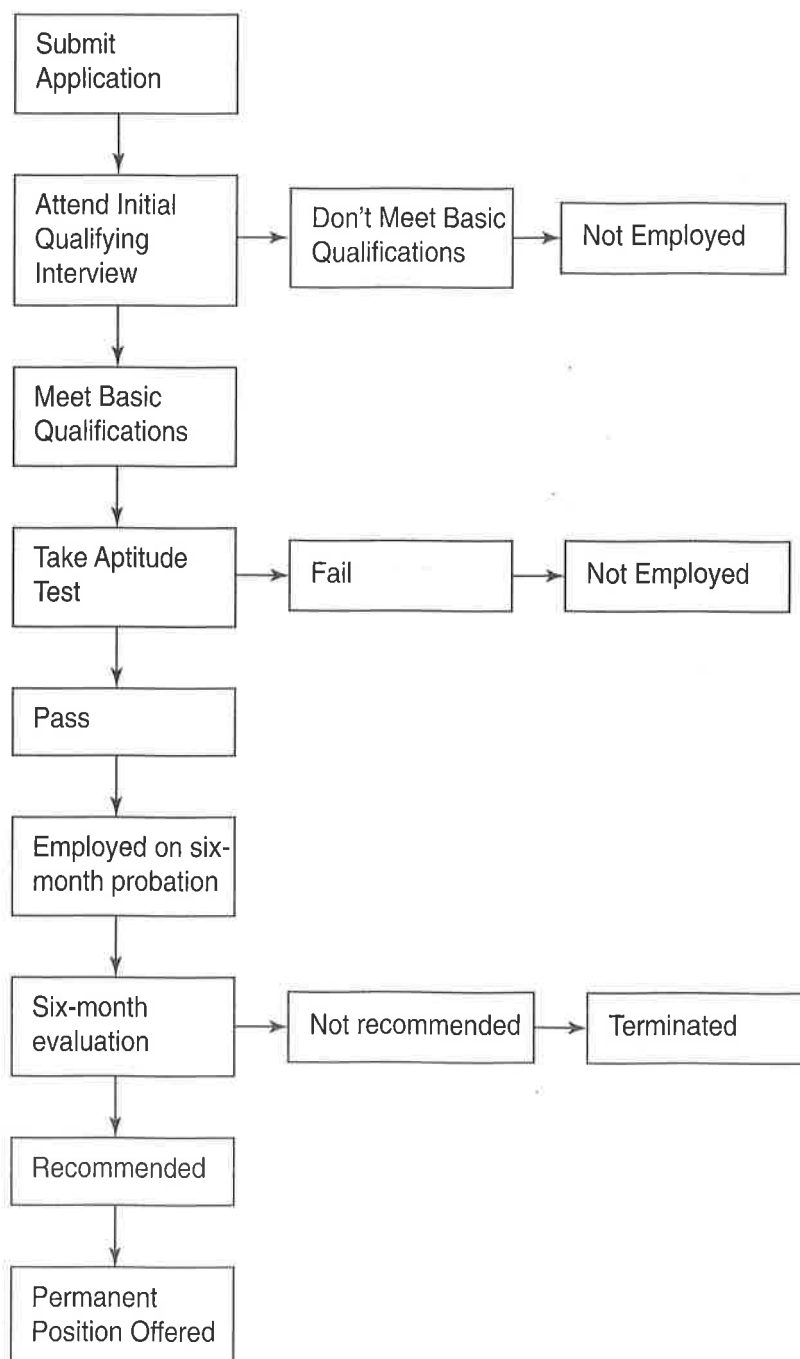 Submit
Application
Attend Initial
Qualifying
Interview
Don't Meet Basic
Qualifications
Not Employed
Meet Basic
Qualifications
Take Aptitude
Test
Fail
Not Employed
Pass
Employed on six-
month probation
Six-month
evaluation
Not recommended
Terminated
Recommended
Permanent
Position Offered